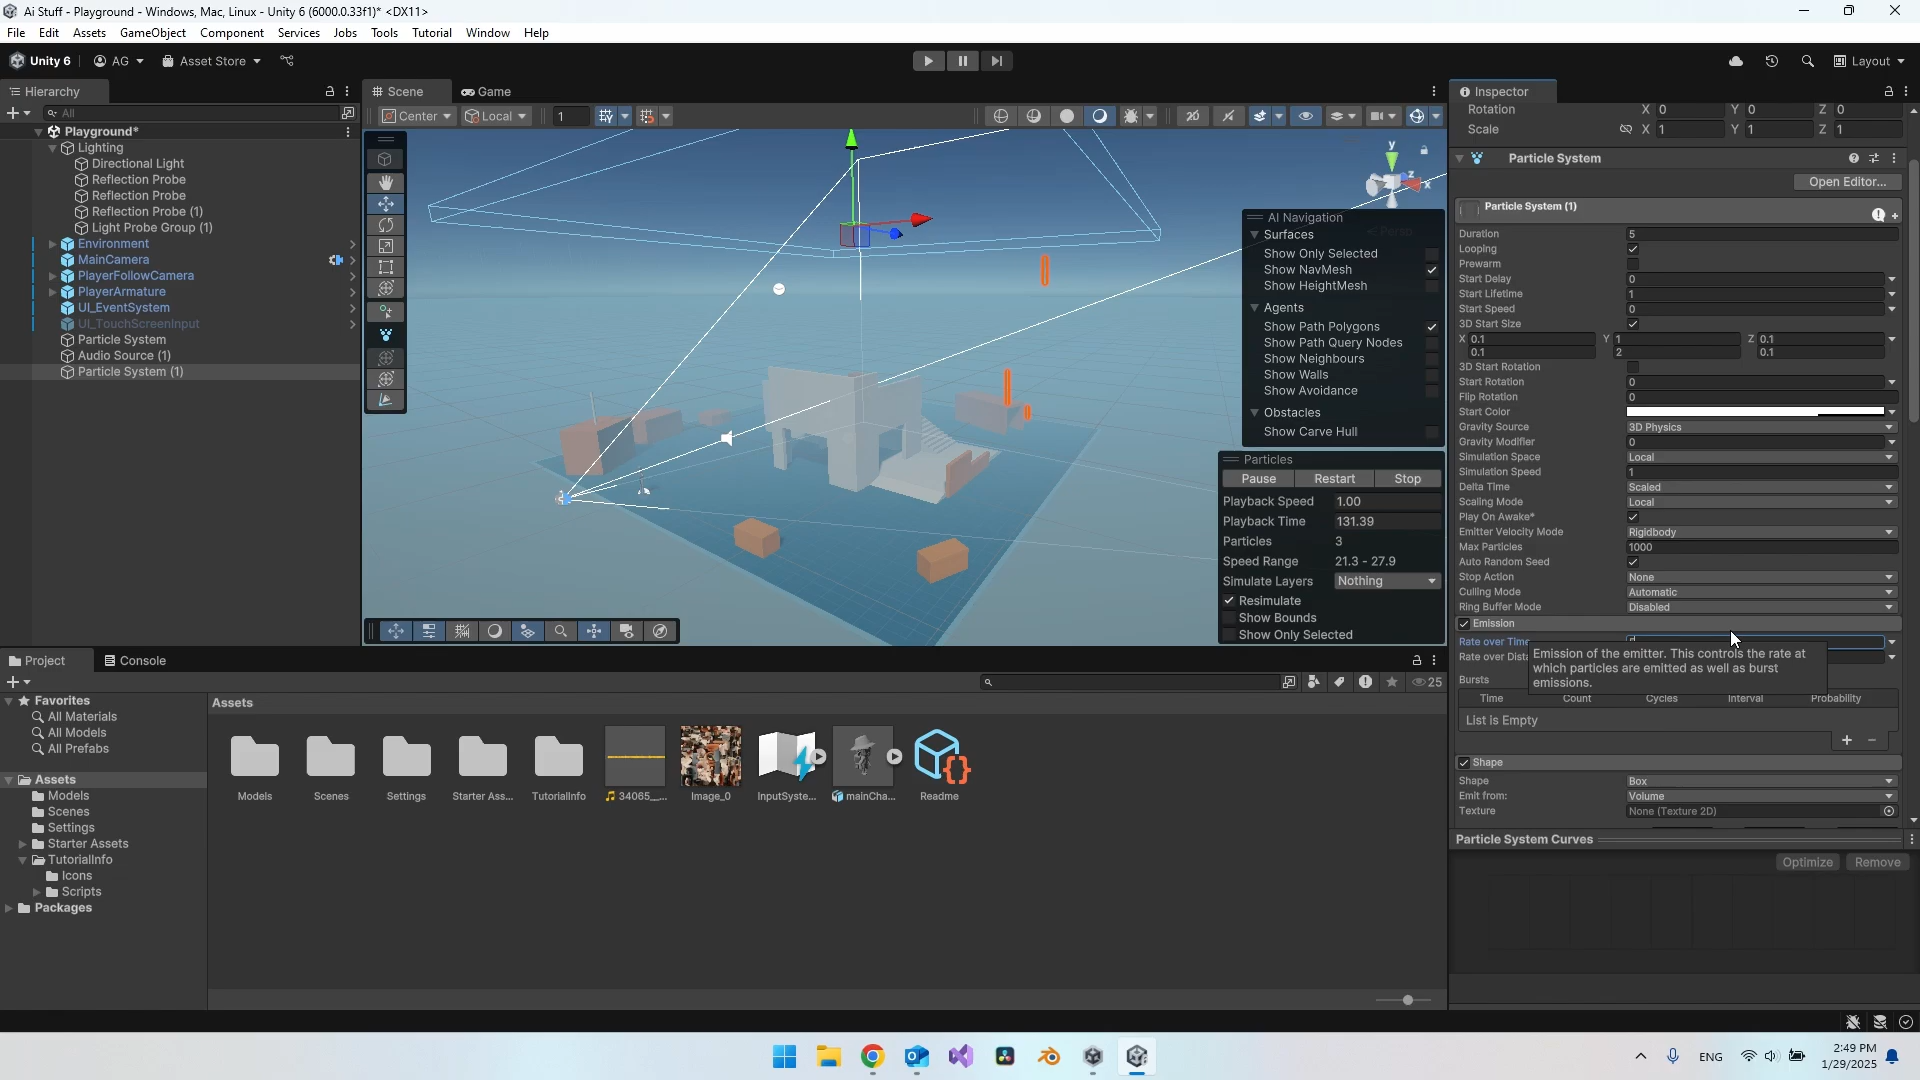 Ai Stuff - Playground - Windows, Mac, Linux - Unity 6 (6000.0.33f1)* <DX11>
File Edit Assets GameObject Component Services Jobs Tools Tutorial Window Help
Unity 6 AG Asset Store Layout
Hierarchy
All
Playground*
Lighting
Directional Light
Reflection Probe
Reflection Probe
Reflection Probe (1)
Light Probe Group (1)
Environment
MainCamera
PlayerFollowCamera
PlayerArmature
UI_EventSystem
UI_TouchScreenInput
Particle System
Audio Source (1)
Particle System (1)
Scene Game
Center Local 1
y
z
x
AI Navigation
Surfaces
Show Only Selected
Show NavMesh
Show HeightMesh
Agents
Show Path Polygons
Show Path Query Nodes
Show Neighbours
Show Walls
Show Avoidance
Obstacles
Show Carve Hull
Particles
Pause Restart Stop
Playback Speed 1.00
Playback Time 131.39
Particles 3
Speed Range 21.3 - 27.9
Simulate Layers Nothing
Resimulate
Show Bounds
Show Only Selected
Inspector
Rotation X 0 Y 0 Z 0
Scale X 1 Y 1 Z 1
Particle System
Open Editor...
Particle System (1)
Duration 5
Looping
Prewarm
Start Delay 0
Start Lifetime 1
Start Speed 0
3D Start Size
X 0.1 Y 1 Z 0.1
0.1 2 0.1
3D Start Rotation
Start Rotation 0
Flip Rotation 0
Start Color
Gravity Source 3D Physics
Gravity Modifier 0
Simulation Space Local
Simulation Speed 1
Delta Time Scaled
Scaling Mode Local
Play On Awake*
Emitter Velocity Mode Rigidbody
Max Particles 1000
Auto Random Seed
Stop Action None
Culling Mode Automatic
Ring Buffer Mode Disabled
Emission
Rate over Time
Rate over Dist
Emission of the emitter. This controls the rate at
which particles are emitted as well as burst
emissions.
Bursts
Time Count Cycles Interval Probability
List is Empty
Shape
Shape Box
Emit from: Volume
Texture None (Texture 2D)
Particle System Curves
Optimize Remove
Project Console
25
Favorites
All Materials
All Models
All Prefabs
Assets
Models
Scenes
Settings
Starter Assets
TutorialInfo
Icons
Scripts
Packages
Assets
Models Scenes Settings Starter Ass... TutorialInfo 34065__... Image_0 InputSyste... mainCha... Readme
ENG
2:49 PM
1/29/2025